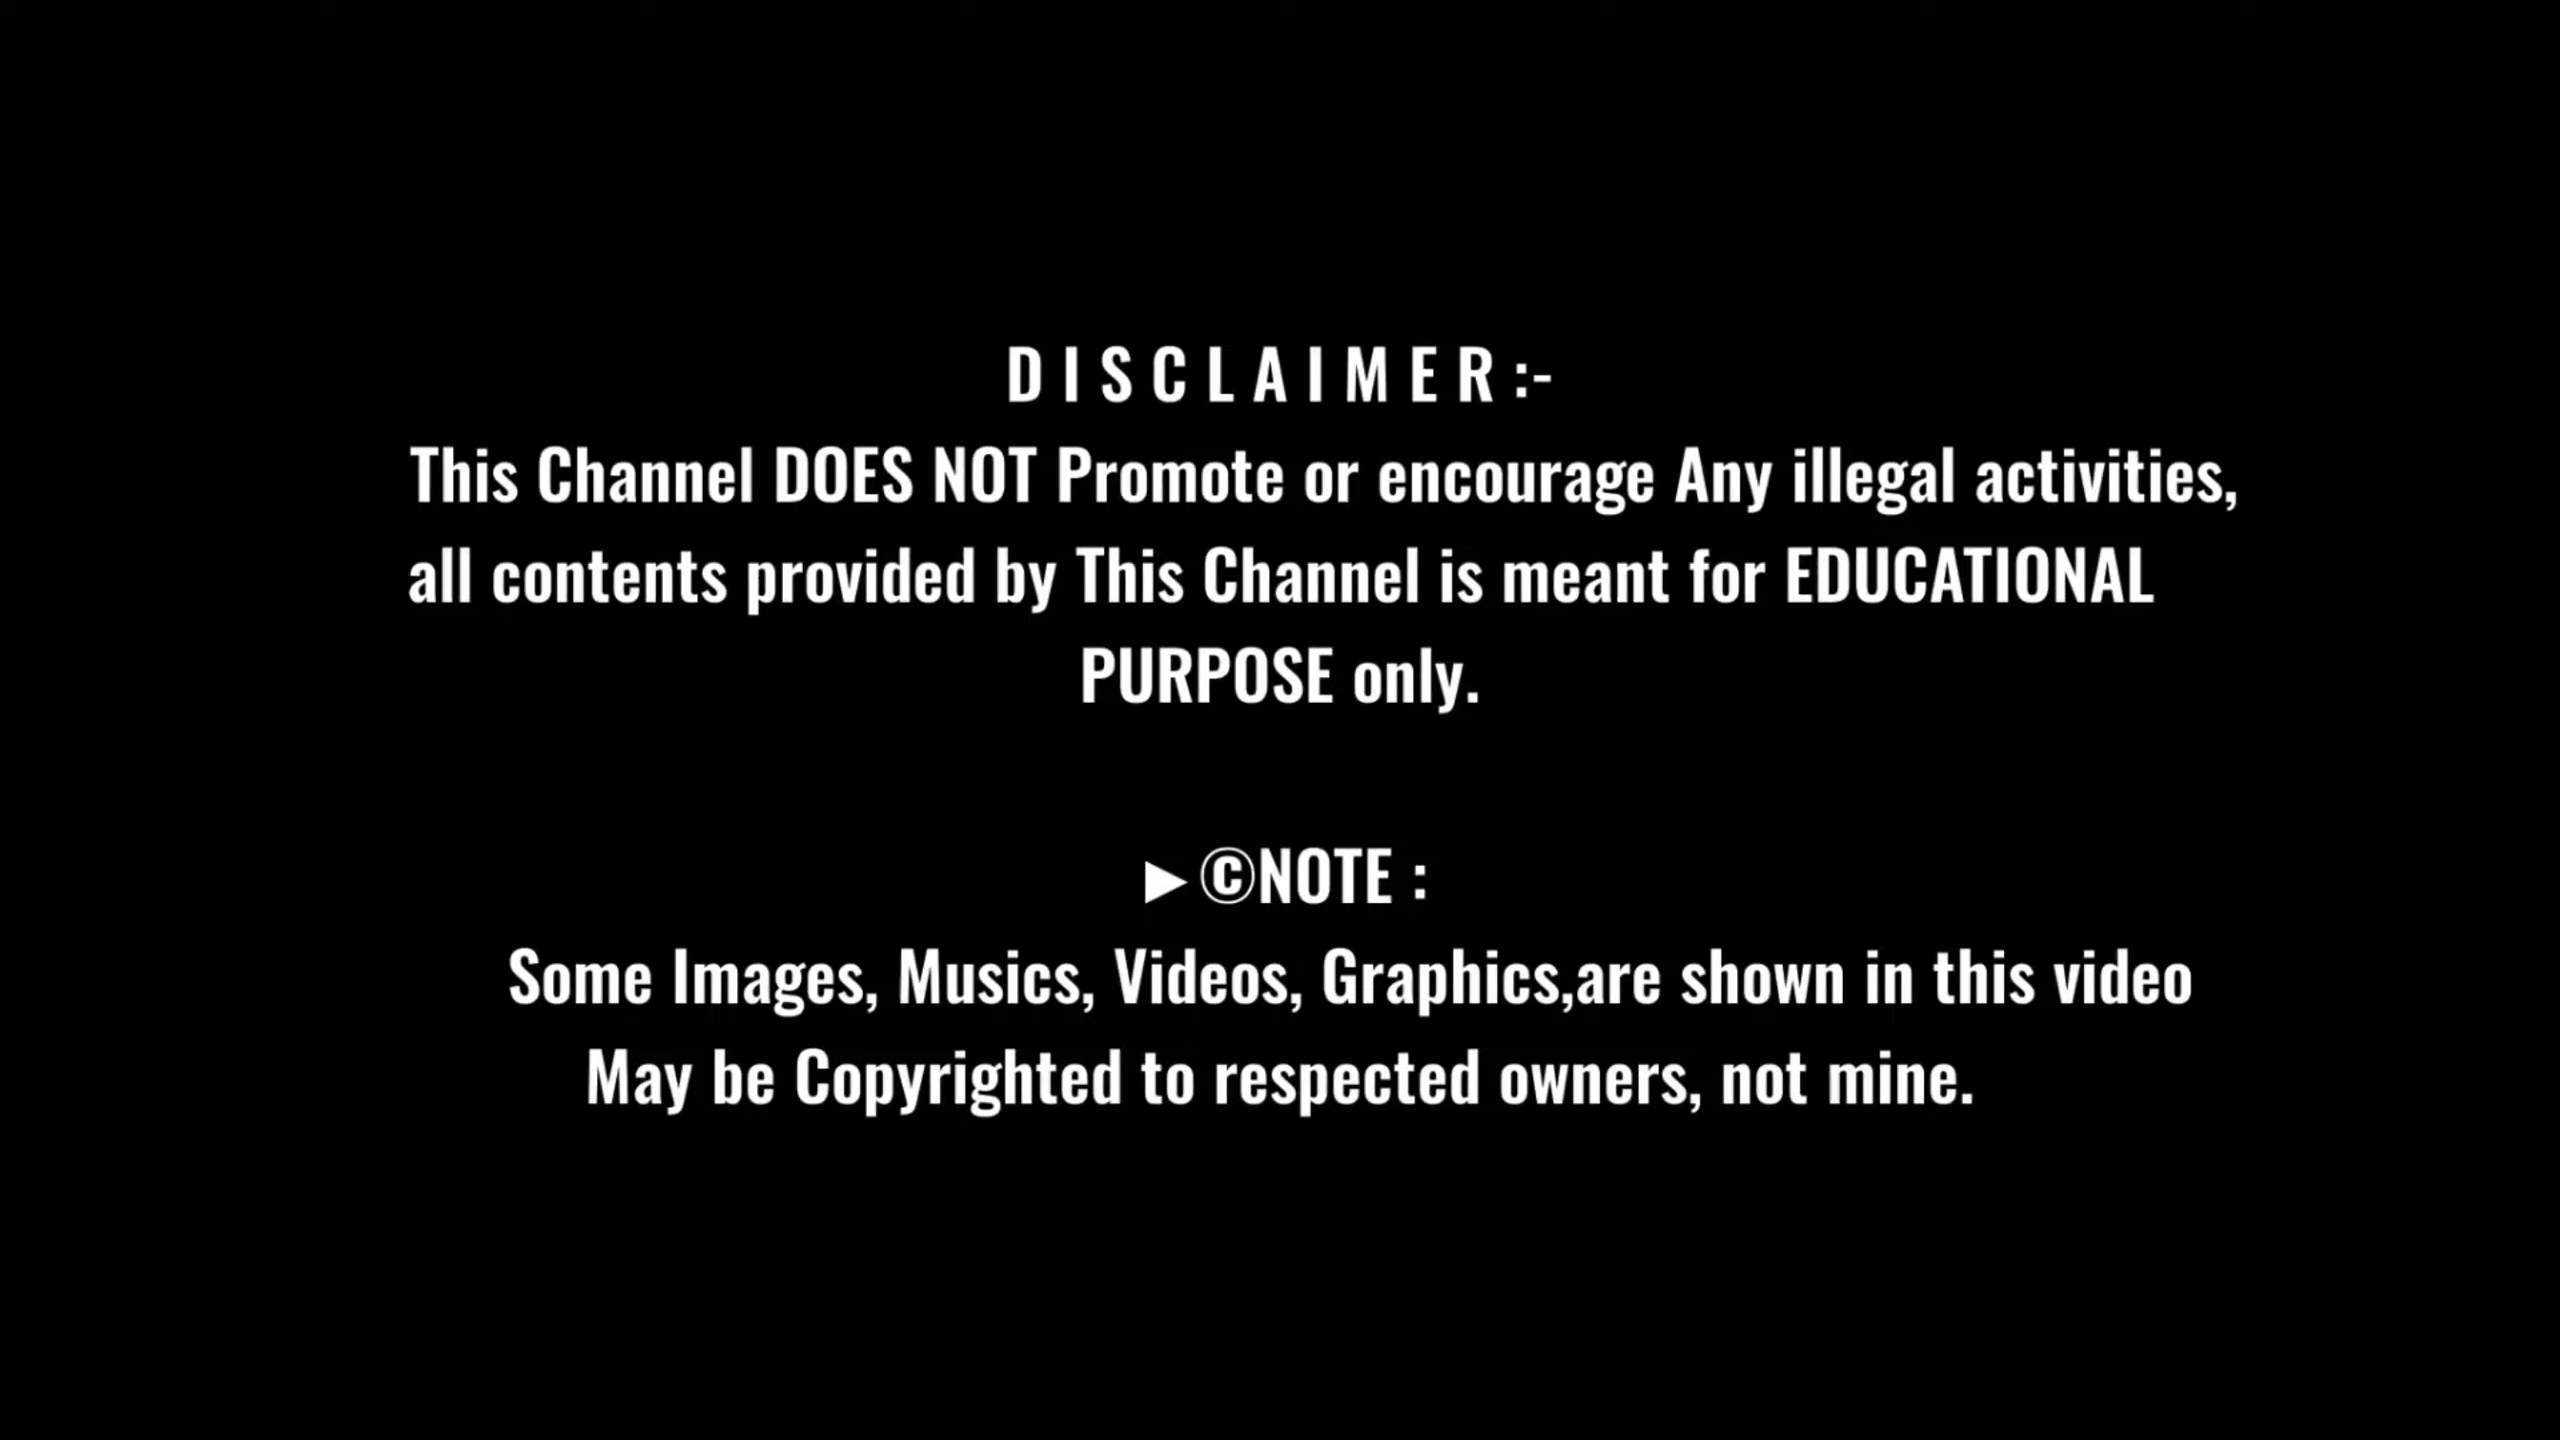 D I S C L A I M E R :-
This Channel DOES NOT Promote or encourage Any illegal activities,
all contents provided by This Channel is meant for EDUCATIONAL
PURPOSE only.
►©NOTE :
Some Images, Musics, Videos, Graphics,are shown in this video
May be Copyrighted to respected owners, not mine.